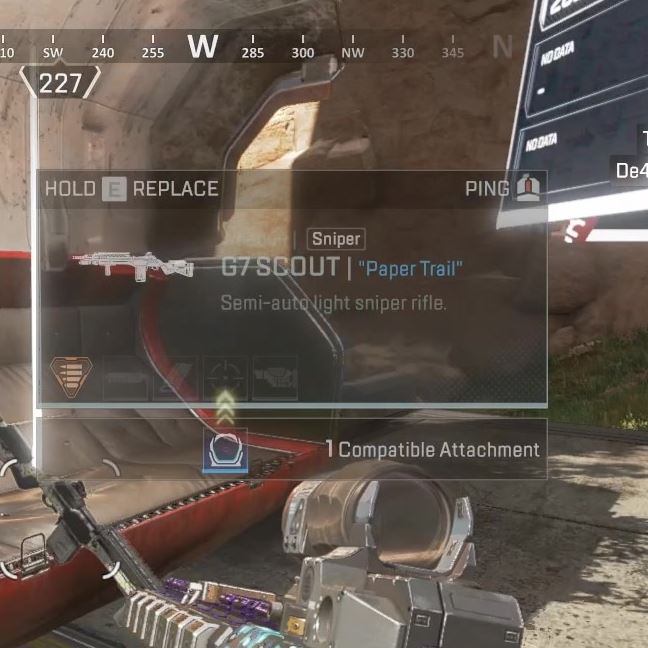 10 SW 240 255 W 285 300 NW 330 345 N
227
NO DATA
-
NO DATA
De4
HOLD E REPLACE PING
Sniper
G7 SCOUT | "Paper Trail"
Semi-auto light sniper rifle.
1 Compatible Attachment